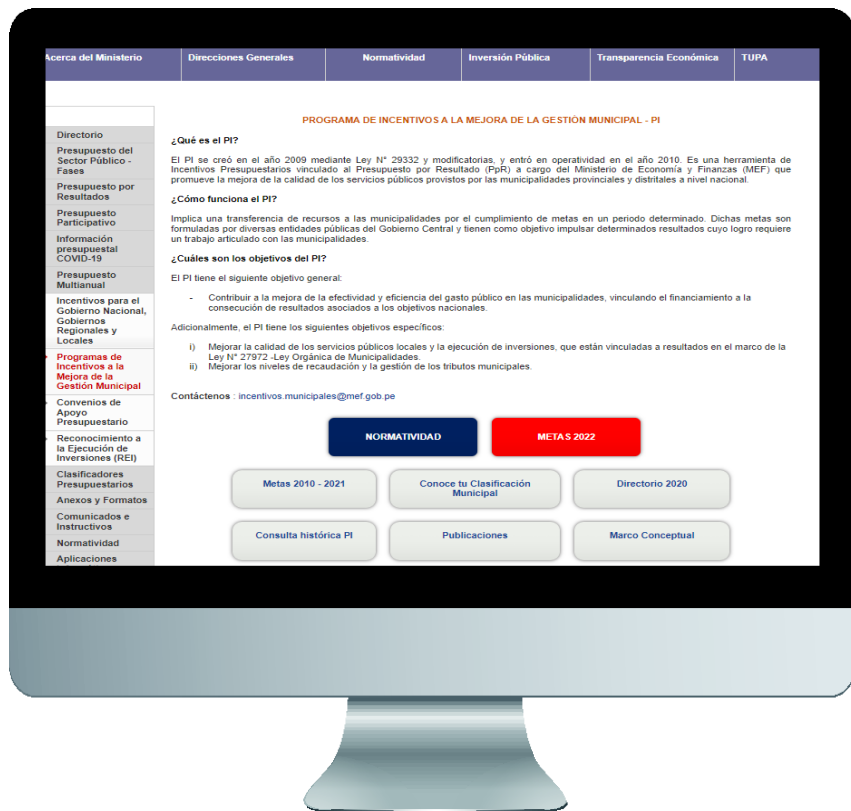 Acerca del Ministerio
Direcciones Generales
Normatividad
Inversión Pública
Transparencia Económica
TUPA
Directorio
Presupuesto del
Sector Público -
Fases
Presupuesto por
Resultados
Presupuesto
Participativo
Información
presupuestal
COVID-19
Presupuesto
Multianual
Incentivos para el
Gobierno Nacional,
Gobiernos
Regionales y
Locales
Programas de
Incentivos a la
Mejora de la
Gestión Municipal
Convenios de
Apoyo
Presupuestario
Reconocimiento a
la Ejecución de
Inversiones (REI)
Clasificadores
Presupuestarios
Anexos y Formatos
Comunicados e
Instructivos
Normatividad
Aplicaciones
PROGRAMA DE INCENTIVOS A LA MEJORA DE LA GESTIÓN MUNICIPAL - PI
¿Qué es el PI?
El PI se creó en el año 2009 mediante Ley N° 29332 y modificatorias, y entró en operatividad en el año 2010. Es una herramienta de
Incentivos Presupuestarios vinculado al Presupuesto por Resultado (PpR) a cargo del Ministerio de Economía y Finanzas (MEF) que
promueve la mejora de la calidad de los servicios públicos provistos por las municipalidades provinciales y distritales a nivel nacional.
¿Cómo funciona el PI?
Implica una transferencia de recursos a las municipalidades por el cumplimiento de metas en un periodo determinado. Dichas metas son
formuladas por diversas entidades públicas del Gobierno Central y tienen como objetivo impulsar determinados resultados cuyo logro requiere
un trabajo articulado con las municipalidades.
¿Cuáles son los objetivos del PI?
El PI tiene el siguiente objetivo general:
- Contribuir a la mejora de la efectividad y eficiencia del gasto público en las municipalidades, vinculando el financiamiento a la
consecución de resultados asociados a los objetivos nacionales.
Adicionalmente, el PI tiene los siguientes objetivos específicos:
i) Mejorar la calidad de los servicios públicos locales y la ejecución de inversiones, que están vinculadas a resultados en el marco de la
Ley N° 27972 -Ley Orgánica de Municipalidades.
ii) Mejorar los niveles de recaudación y la gestión de los tributos municipales.
Contáctenos : incentivos.municipales@mef.gob.pe
NORMATIVIDAD
METAS 2022
Metas 2010 - 2021
Conoce tu Clasificación
Municipal
Directorio 2020
Consulta histórica PI
Publicaciones
Marco Conceptual